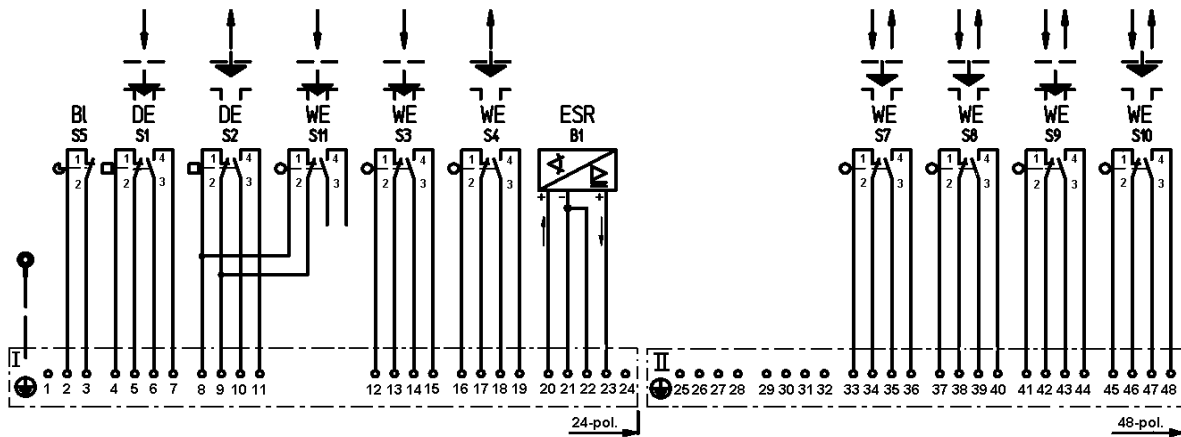 BI DE DE WE WE WE ESR WE WE WE WE
S5 S1 S2 S11 S3 S4 B1 S7 S8 S9 S10
1 1 4 1 4 1 4 1 4 1 4 1 4 1 4 1 4 1 4
2 2 3 2 3 2 3 2 3 2 3 2 3 2 3 2 3 2 3
+ - +
I II
1 2 3 4 5 6 7 8 9 10 11 12 13 14 15 16 17 18 19 20 21 22 23 24 25 26 27 28 29 30 31 32 33 34 35 36 37 38 39 40 41 42 43 44 45 46 47 48
24-pol. 48-pol.